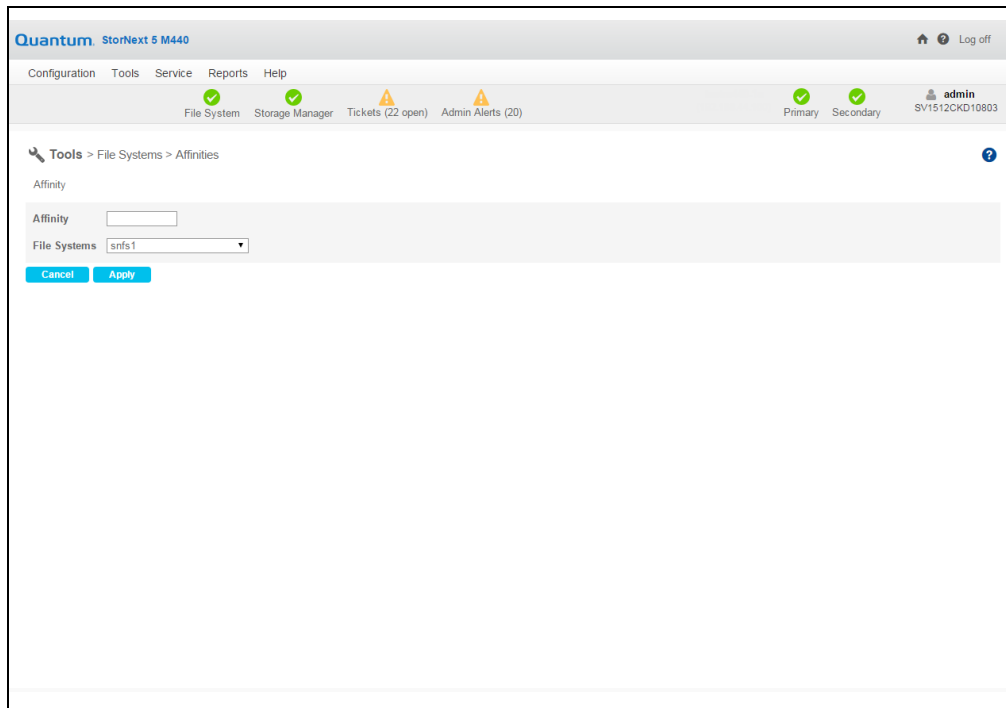 Quantum. StorNext 5 M440
Log off
Configuration Tools Service Reports Help
File System Storage Manager Tickets (22 open) Admin Alerts (20) Primary Secondary
admin
SV1512CKD10803
Tools > File Systems > Affinities
Affinity
Affinity
File Systems snfs1
Cancel Apply